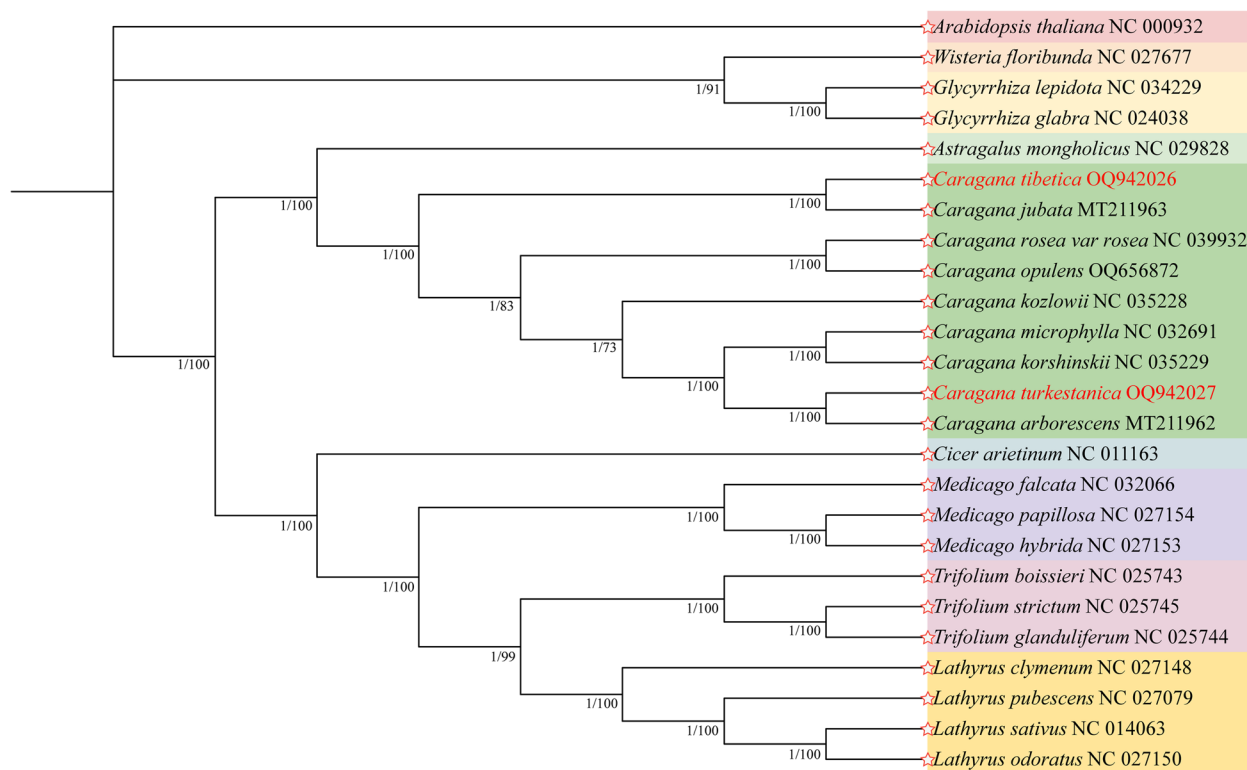 Arabidopsis thaliana NC 000932
Wisteria floribunda NC 027677
1/91
Glycyrrhiza lepidota NC 034229
1/100
Glycyrrhiza glabra NC 024038
Astragalus mongholicus NC 029828
Caragana tibetica OQ942026
1/100
1/100
Caragana jubata MT211963
Caragana rosea var rosea NC 039932
1/100
1/100
Caragana opulens OQ656872
Caragana kozlowii NC 035228
1/83
Caragana microphylla NC 032691
1/73
1/100
Caragana korshinskii NC 035229
1/100
1/100
Caragana turkestanica OQ942027
1/100
Caragana arborescens MT211962
Cicer arietinum NC 011163
Medicago falcata NC 032066
1/100
1/100
Medicago papillosa NC 027154
1/100
Medicago hybrida NC 027153
Trifolium boissieri NC 025743
1/100
Trifolium strictum NC 025745
1/100
1/100
Trifolium glanduliferum NC 025744
1/99
Lathyrus clymenum NC 027148
Lathyrus pubescens NC 027079
1/100
Lathyrus sativus NC 014063
1/100
1/100
Lathyrus odoratus NC 027150